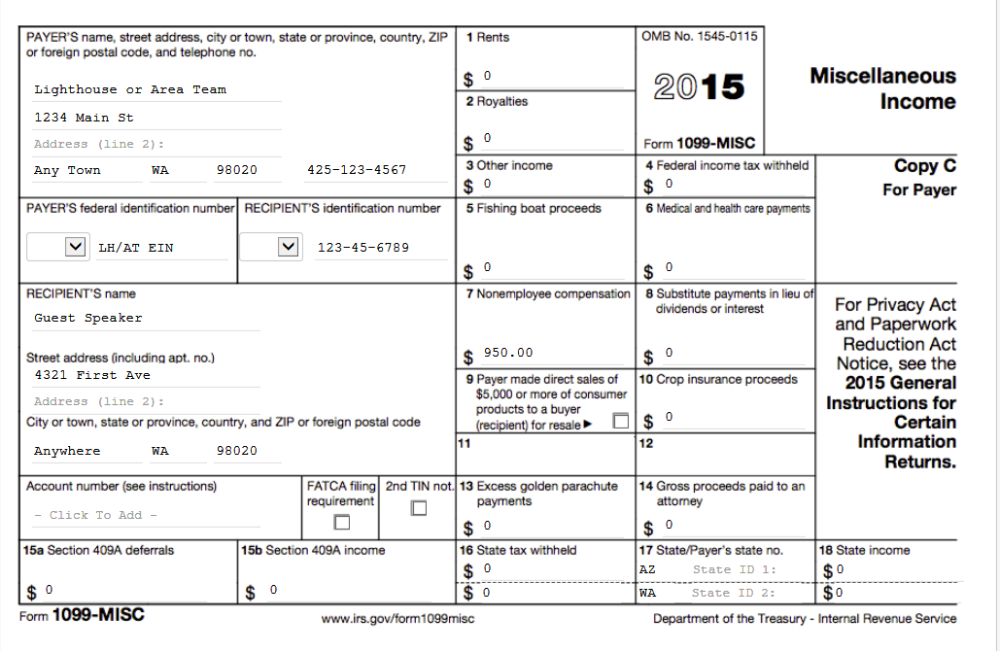 PAYER'S name, street address, city or town, state or province, country, ZIP
or foreign postal code, and telephone no.
Lighthouse or Area Team
1234 Main St
Address (line 2):
Any Town WA 98020 425-123-4567
1 Rents
$ 0
2 Royalties
$ 0
OMB No. 1545-0115
2015
Form 1099-MISC
Miscellaneous
Income
3 Other income
$ 0
4 Federal income tax withheld
$ 0
Copy C
For Payer
PAYER'S federal identification number
LH/AT EIN
RECIPIENT'S identification number
123-45-6789
5 Fishing boat proceeds
$ 0
6 Medical and health care payments
$ 0
RECIPIENT'S name
Guest Speaker
Street address (including apt. no.)
4321 First Ave
Address (line 2):
City or town, state or province, country, and ZIP or foreign postal code
Anywhere WA 98020
7 Nonemployee compensation
$ 950.00
8 Substitute payments in lieu of
dividends or interest
$ 0
9 Payer made direct sales of
$5,000 or more of consumer
products to a buyer
(recipient) for resale ▶
10 Crop insurance proceeds
$ 0
11
12
For Privacy Act
and Paperwork
Reduction Act
Notice, see the
2015 General
Instructions for
Certain
Information
Returns.
Account number (see instructions)
- Click To Add -
FATCA filing
requirement
2nd TIN not.
13 Excess golden parachute
payments
$ 0
14 Gross proceeds paid to an
attorney
$ 0
15a Section 409A deferrals
$ 0
15b Section 409A income
$ 0
16 State tax withheld
$ 0
$ 0
17 State/Payer's state no.
AZ State ID 1:
WA State ID 2:
18 State income
$ 0
$ 0
Form 1099-MISC
www.irs.gov/form1099misc
Department of the Treasury - Internal Revenue Service